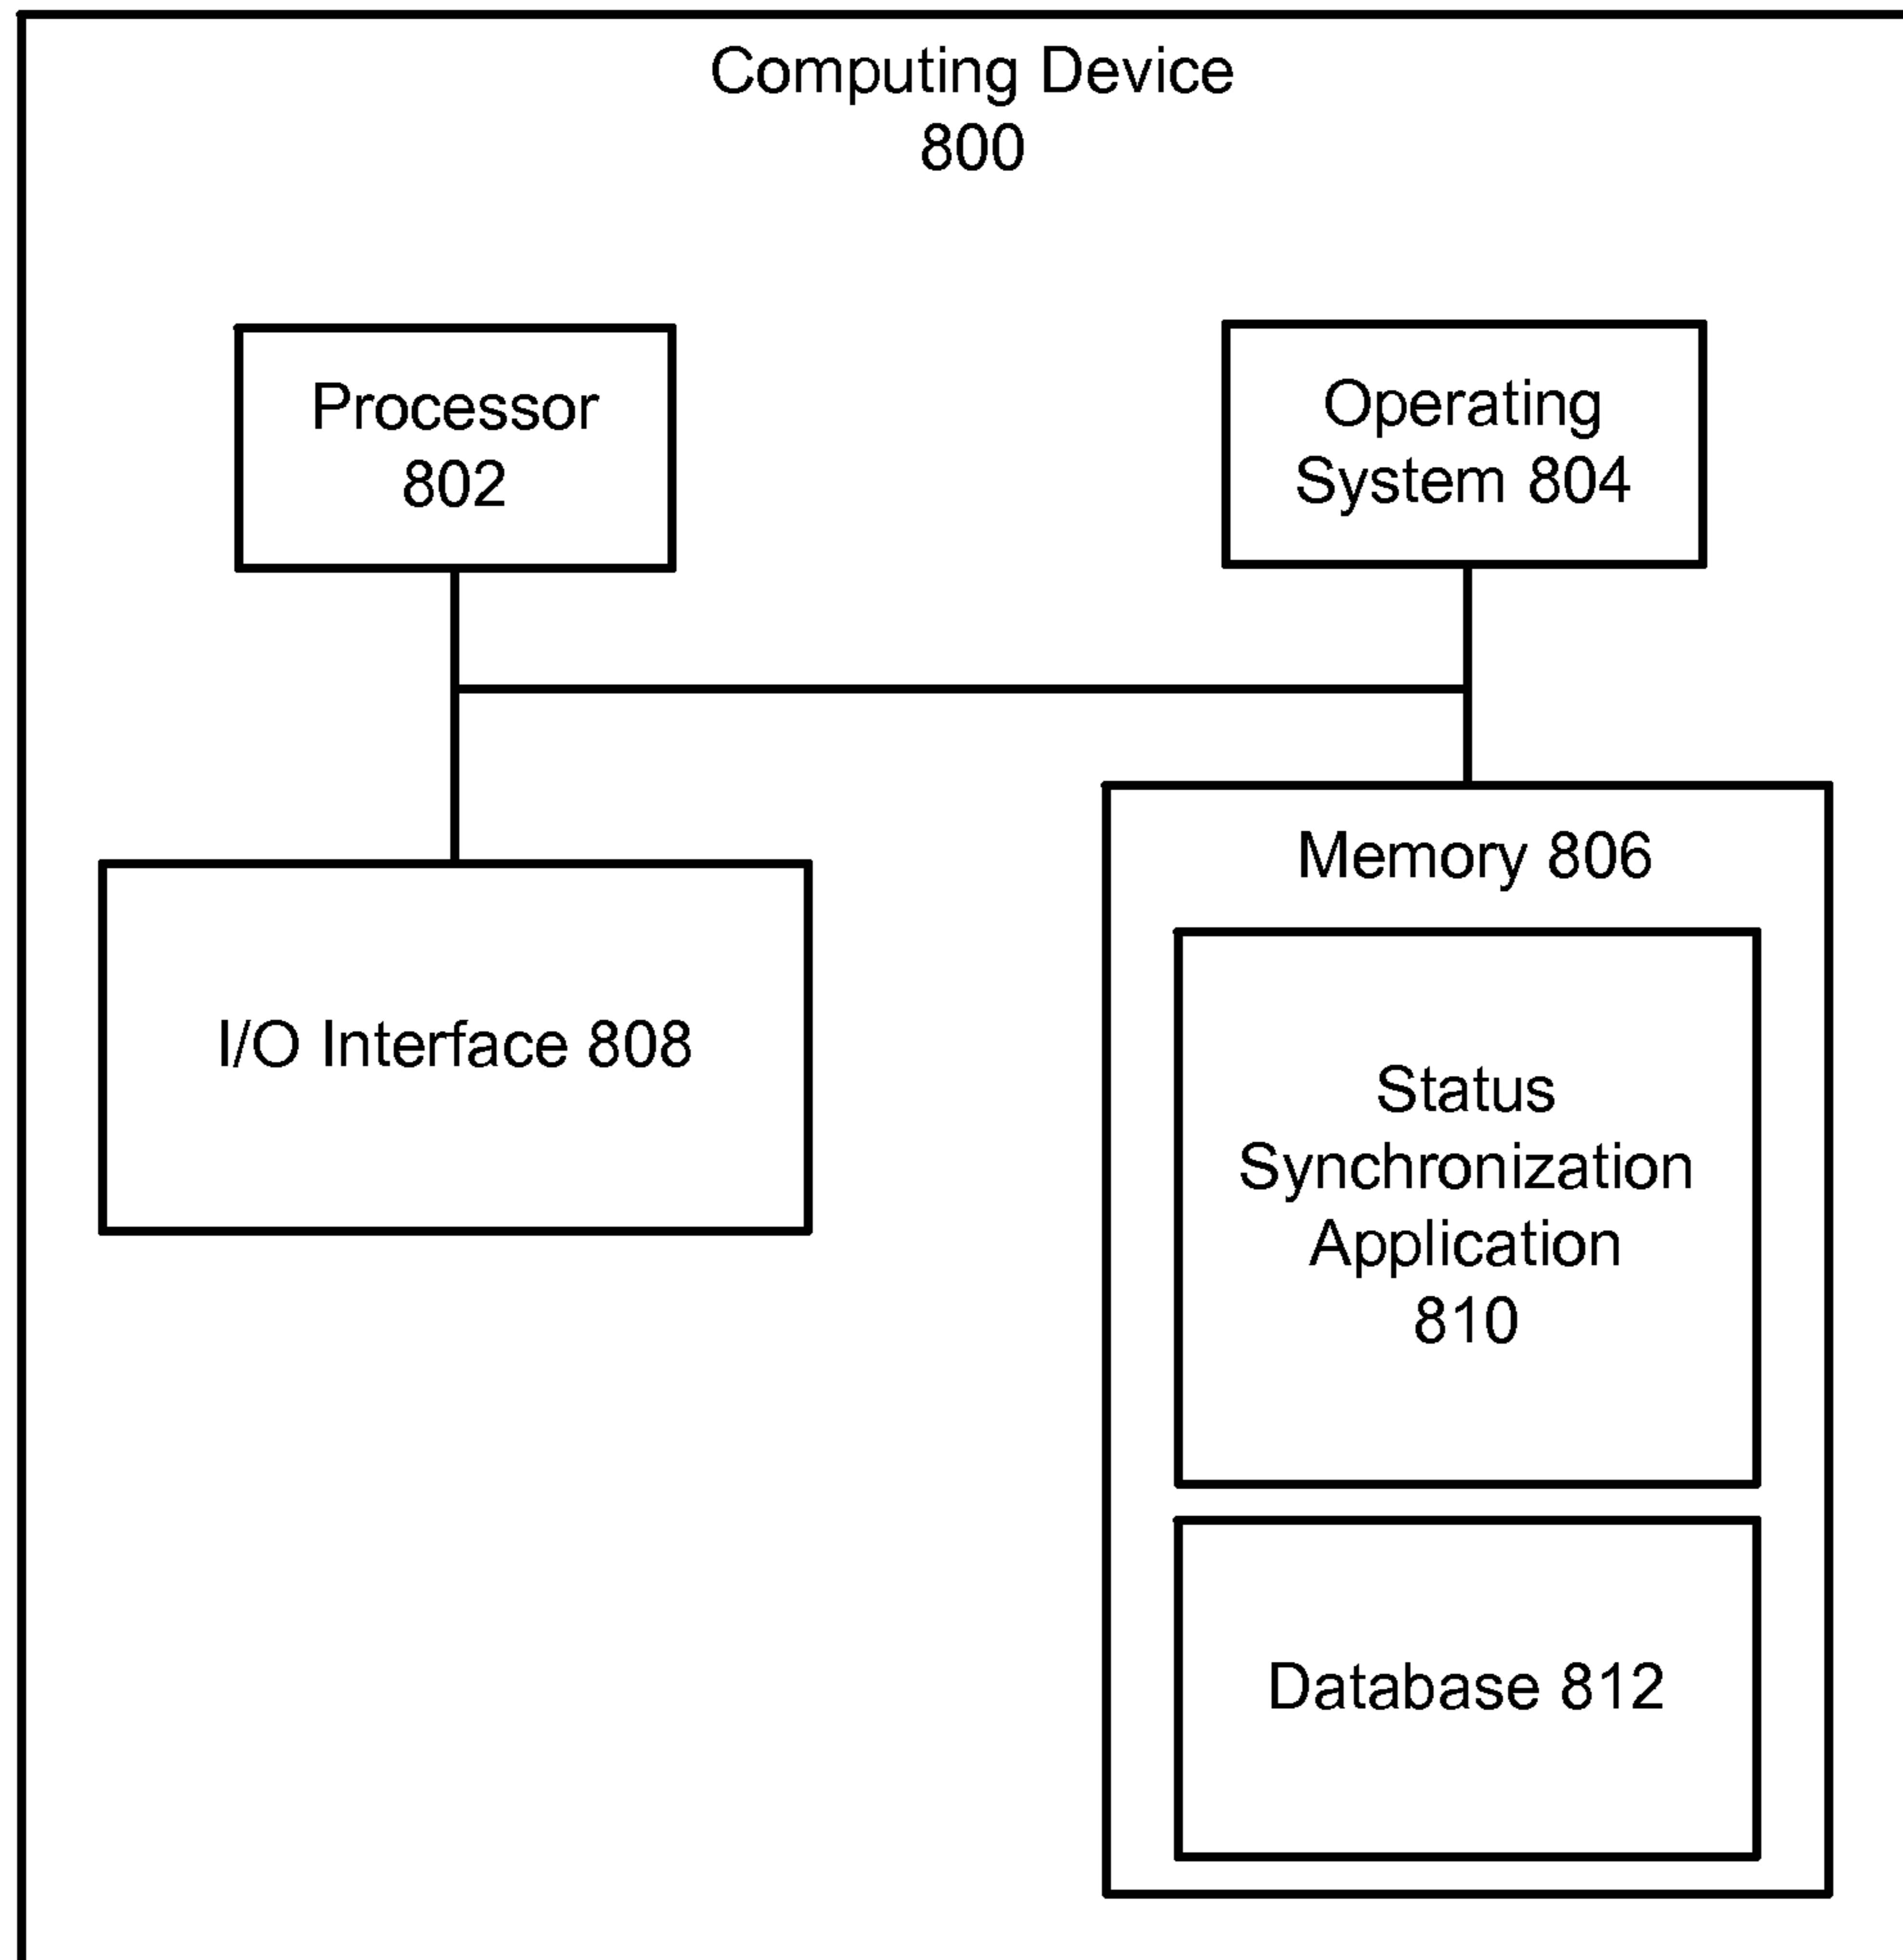 Computing Device
800
Processor
802
Operating
System 804
I/O Interface 808
Memory 806
Status
Synchronization
Application
810
Database 812